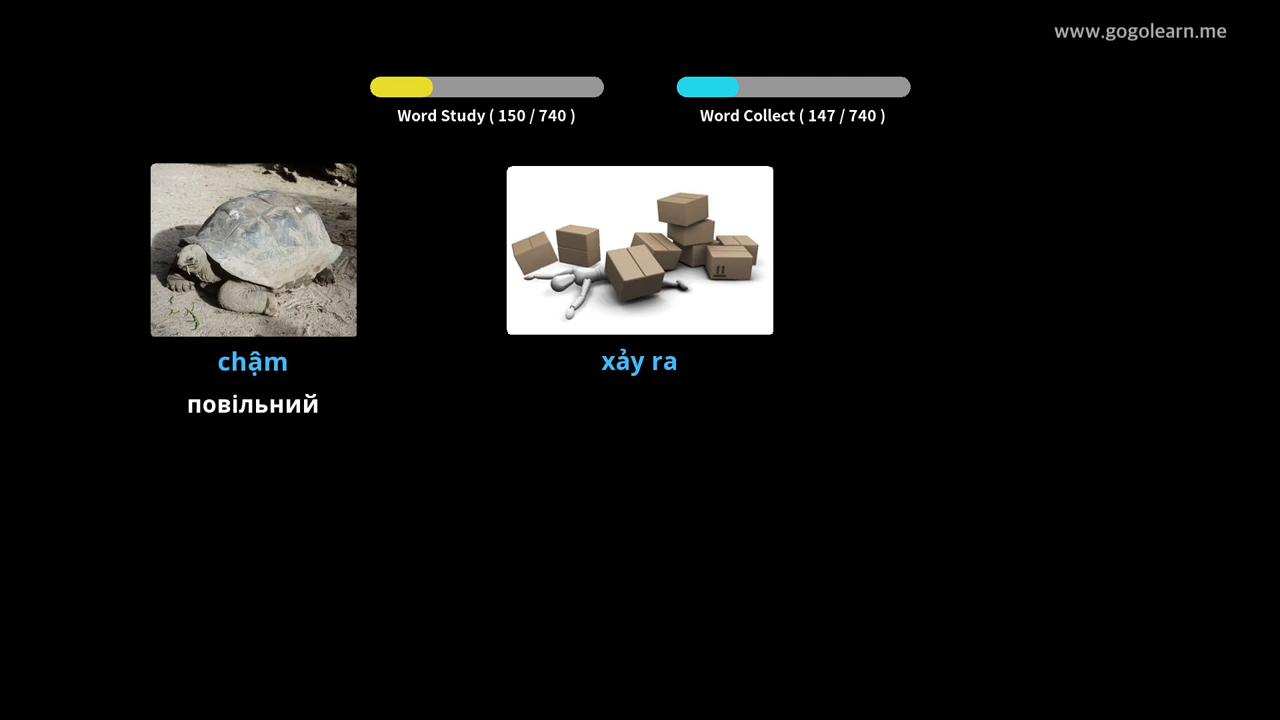 www.gogolearn.me
Word Study ( 150 / 740 )
Word Collect ( 147 / 740 )
chậm
xảy ra
повільний